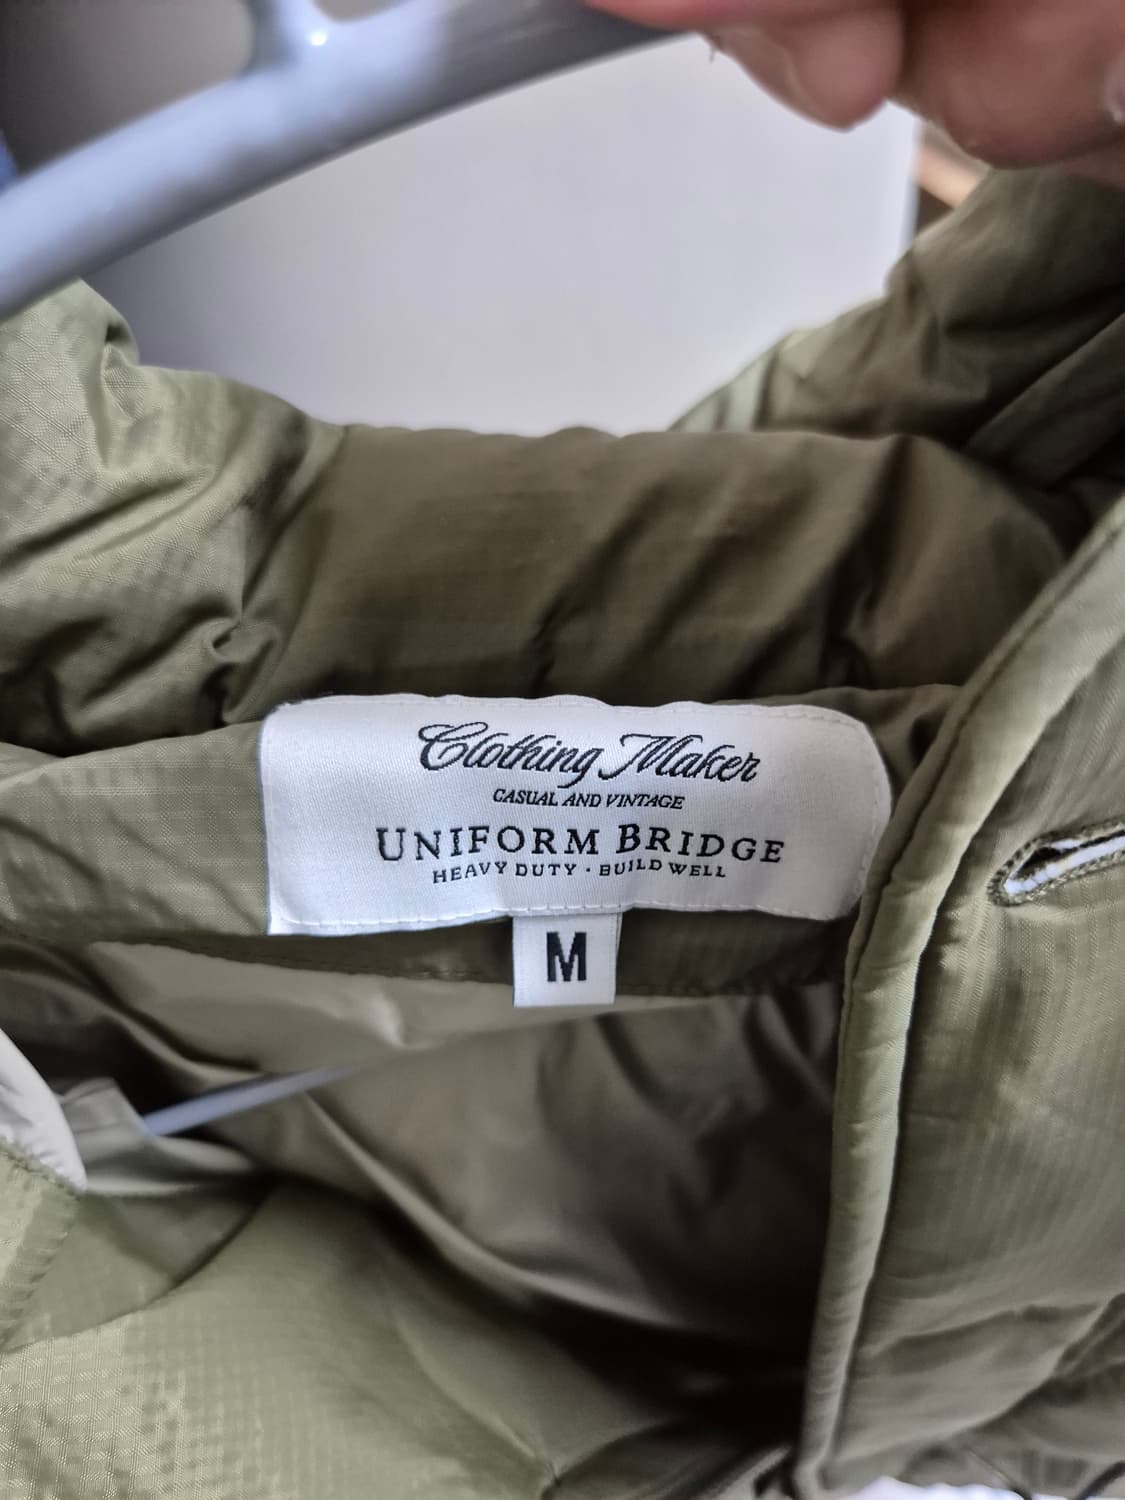 Clothing Maker
CASUAL AND VINTAGE
UNIFORM BRIDGE
HEAVY DUTY · BUILD WELL
M